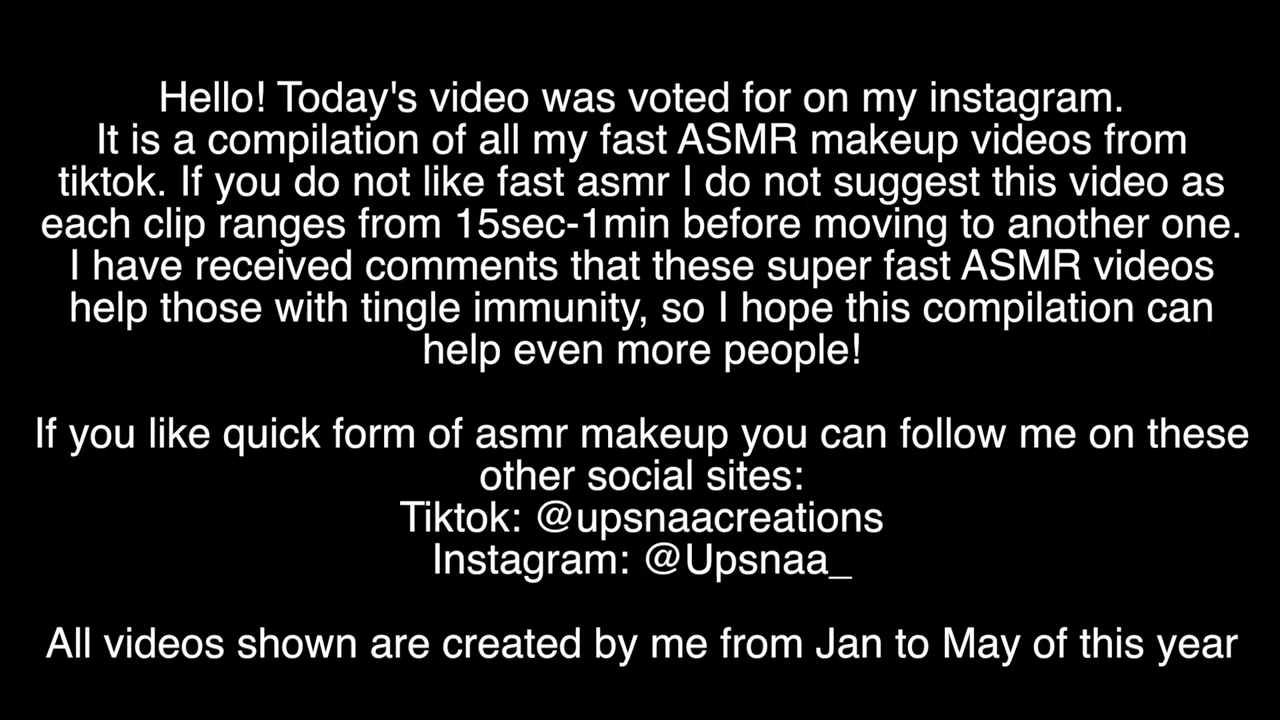 Hello! Today's video was voted for on my instagram.
It is a compilation of all my fast ASMR makeup videos from
tiktok. If you do not like fast asmr I do not suggest this video as
each clip ranges from 15sec-1min before moving to another one.
I have received comments that these super fast ASMR videos
help those with tingle immunity, so I hope this compilation can
help even more people!
If you like quick form of asmr makeup you can follow me on these
other social sites:
Tiktok: @upsnaacreations
Instagram: @Upsnaa_
All videos shown are created by me from Jan to May of this year